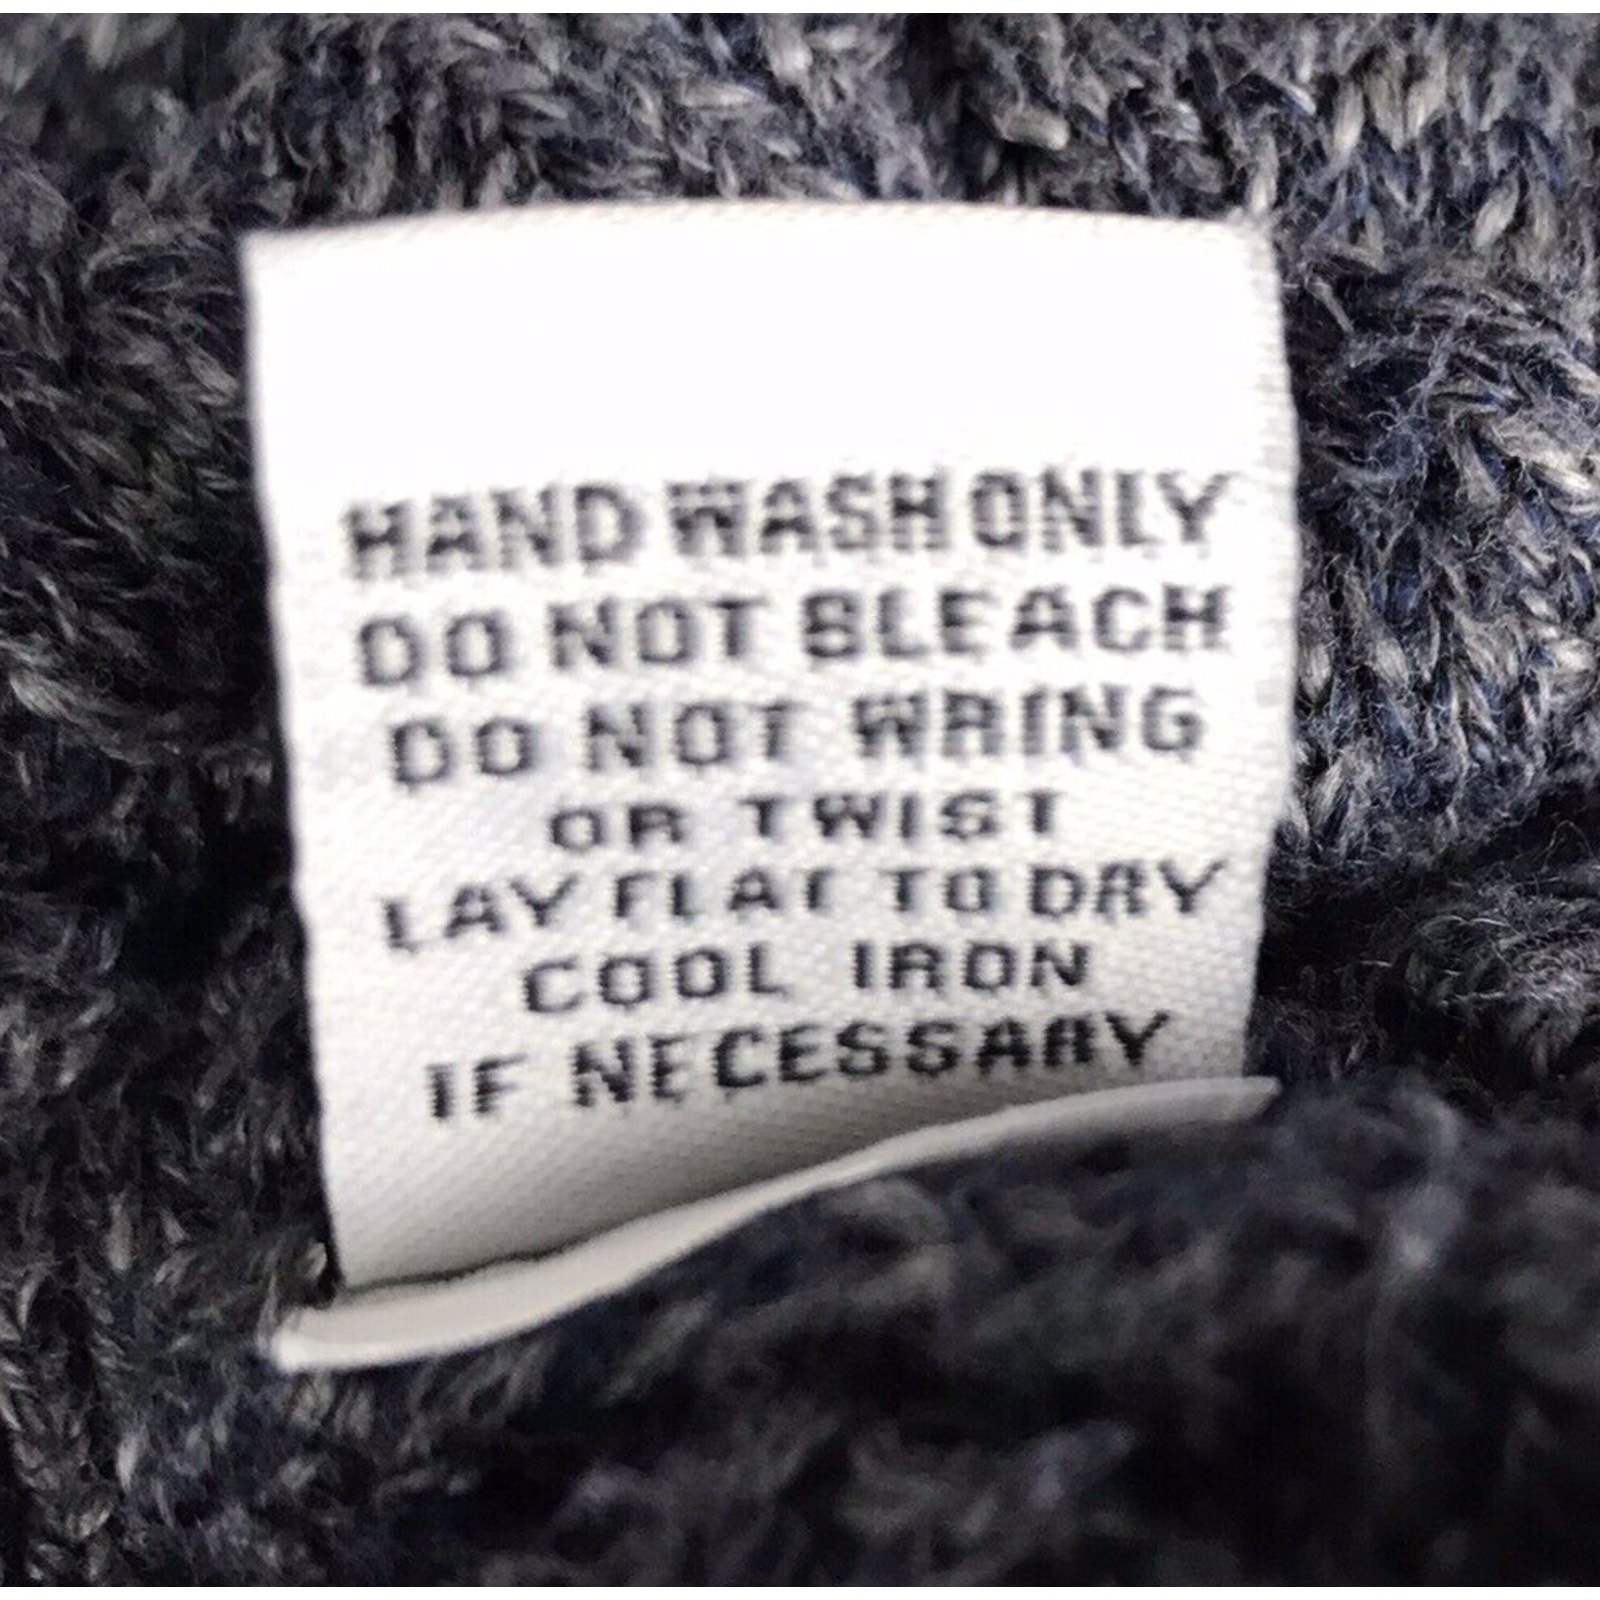 HAND WASH ONLY
DO NOT BLEACH
DO NOT WRING
OR TWIST
LAY FLAT TO DRY
COOL IRON
IF NECESSARY